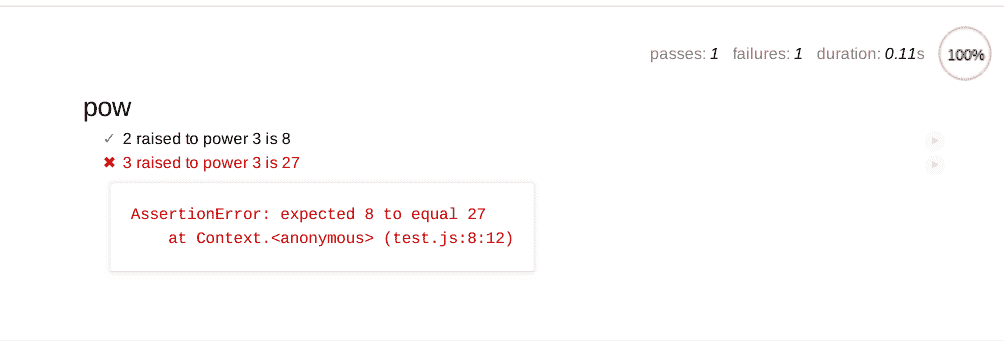 passes: 1 failures: 1 duration: 0.11s 100%
pow
✓ 2 raised to power 3 is 8
✖ 3 raised to power 3 is 27
AssertionError: expected 8 to equal 27
at Context.<anonymous> (test.js:8:12)